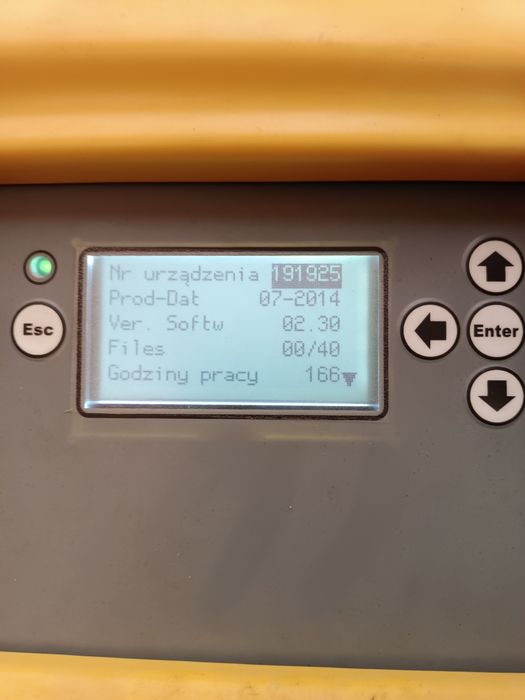 Nr urządzenia 191925
Prod-Dat 07-2014
Ver. Softw 02.30
Files 00/40
Godziny pracy 166
Esc
Enter